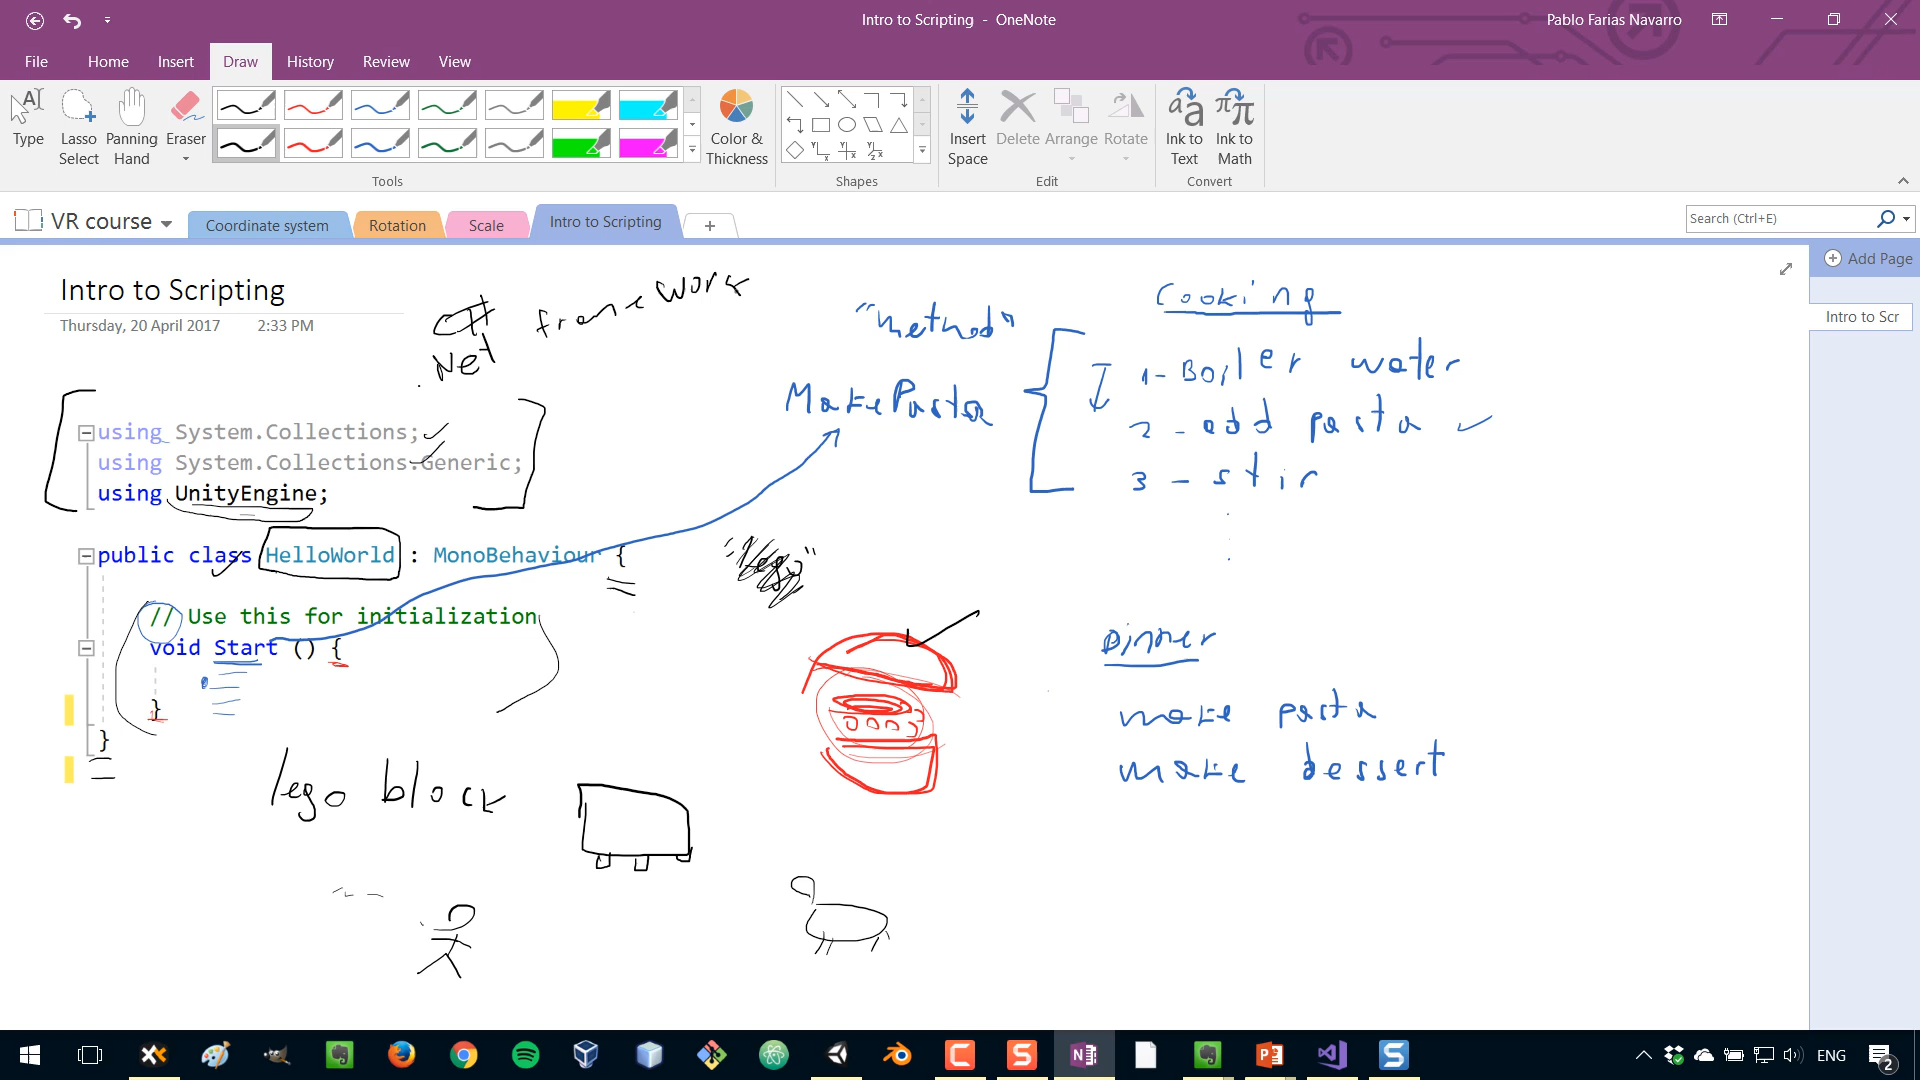 Intro to Scripting - OneNote
Pablo Farias Navarro
File
Home
Insert
Draw
History
Review
View
Type
Lasso
Select
Panning
Hand
Eraser
Color &
Thickness
Insert
Space
Delete
Arrange
Rotate
Ink to
Text
Ink to
Math
Tools
Shapes
Edit
Convert
VR course
Coordinate system
Rotation
Scale
Intro to Scripting
Search (Ctrl+E)
Add Page
Intro to Scr
Intro to Scripting
Thursday, 20 April 2017
2:33 PM
C#
Net
framework
using System.Collections;
using System.Collections.Generic;
using UnityEngine;
public class HelloWorld : MonoBehaviour {
// Use this for initialization
void Start () {
}
}
lego block
"method"
MakePasta
Cooking
1-Boiler water
2 - add pasta
3 - stir
Dinner
make pasta
make dessert
ENG
2